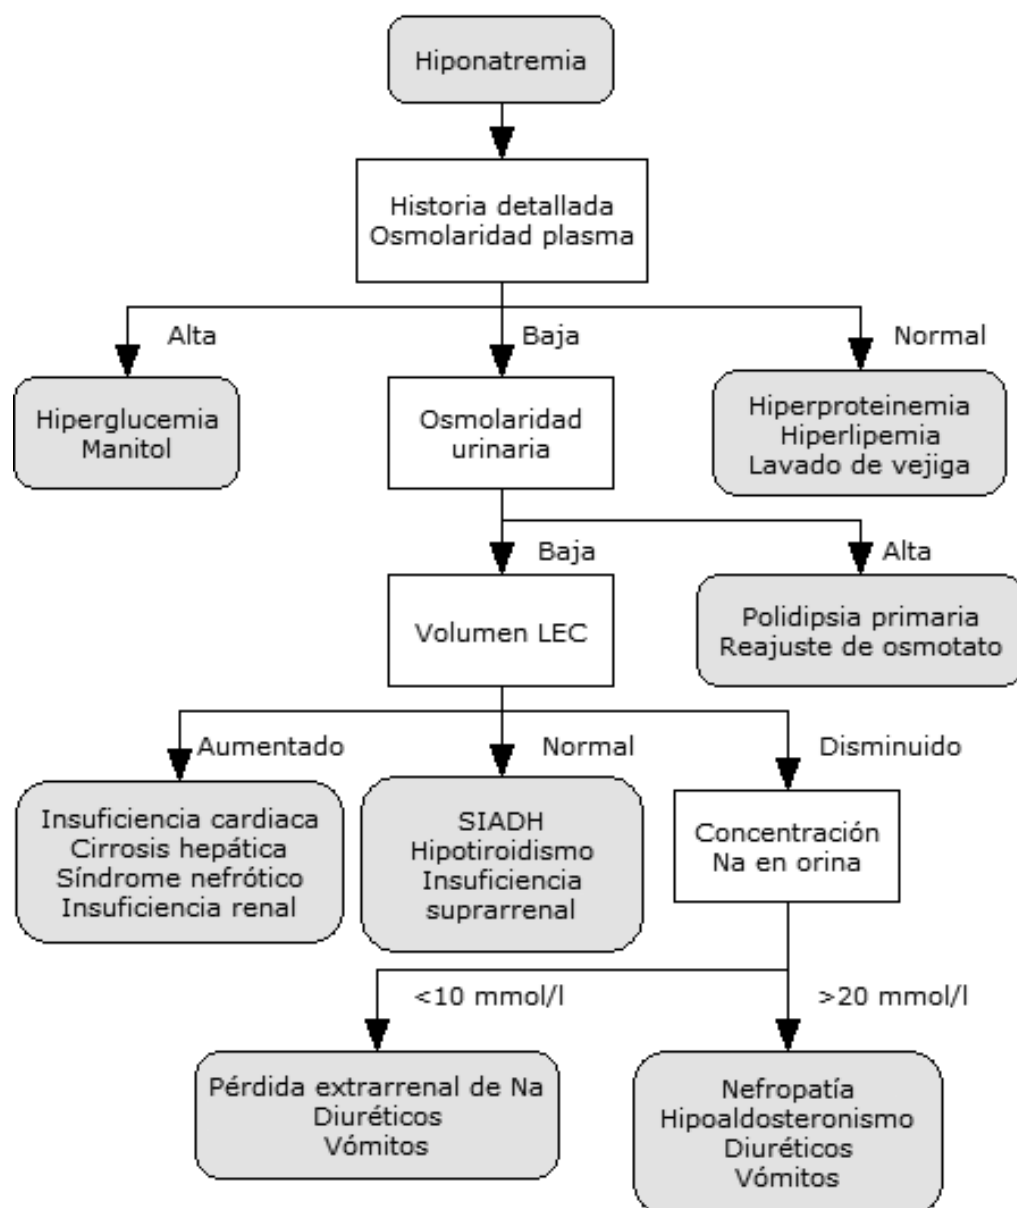 Hiponatremia
Historia detallada
Osmolaridad plasma
Alta
Baja
Normal
Hiperglucemia
Manitol
Osmolaridad
urinaria
Hiperproteinemia
Hiperlipemia
Lavado de vejiga
Baja
Alta
Volumen LEC
Polidipsia primaria
Reajuste de osmotato
Aumentado
Normal
Disminuido
Insuficiencia cardiaca
Cirrosis hepática
Síndrome nefrótico
Insuficiencia renal
SIADH
Hipotiroidismo
Insuficiencia
suprarrenal
Concentración
Na en orina
<10 mmol/l
>20 mmol/l
Pérdida extrarrenal de Na
Diuréticos
Vómitos
Nefropatía
Hipoaldosteronismo
Diuréticos
Vómitos